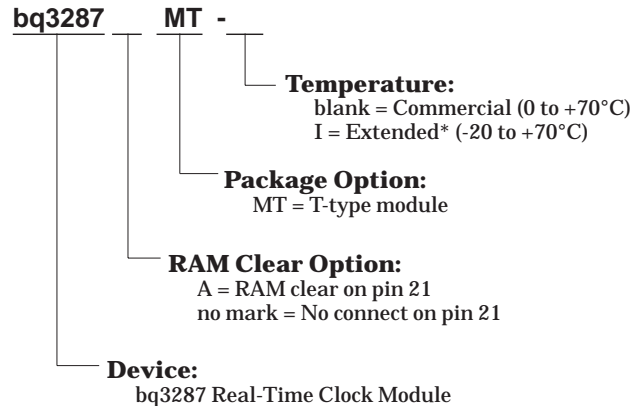 bq3287 MT -
Temperature:
blank = Commercial (0 to +70°C)
I = Extended* (-20 to +70°C)
Package Option:
MT = T-type module
RAM Clear Option:
A = RAM clear on pin 21
no mark = No connect on pin 21
Device:
bq3287 Real-Time Clock Module